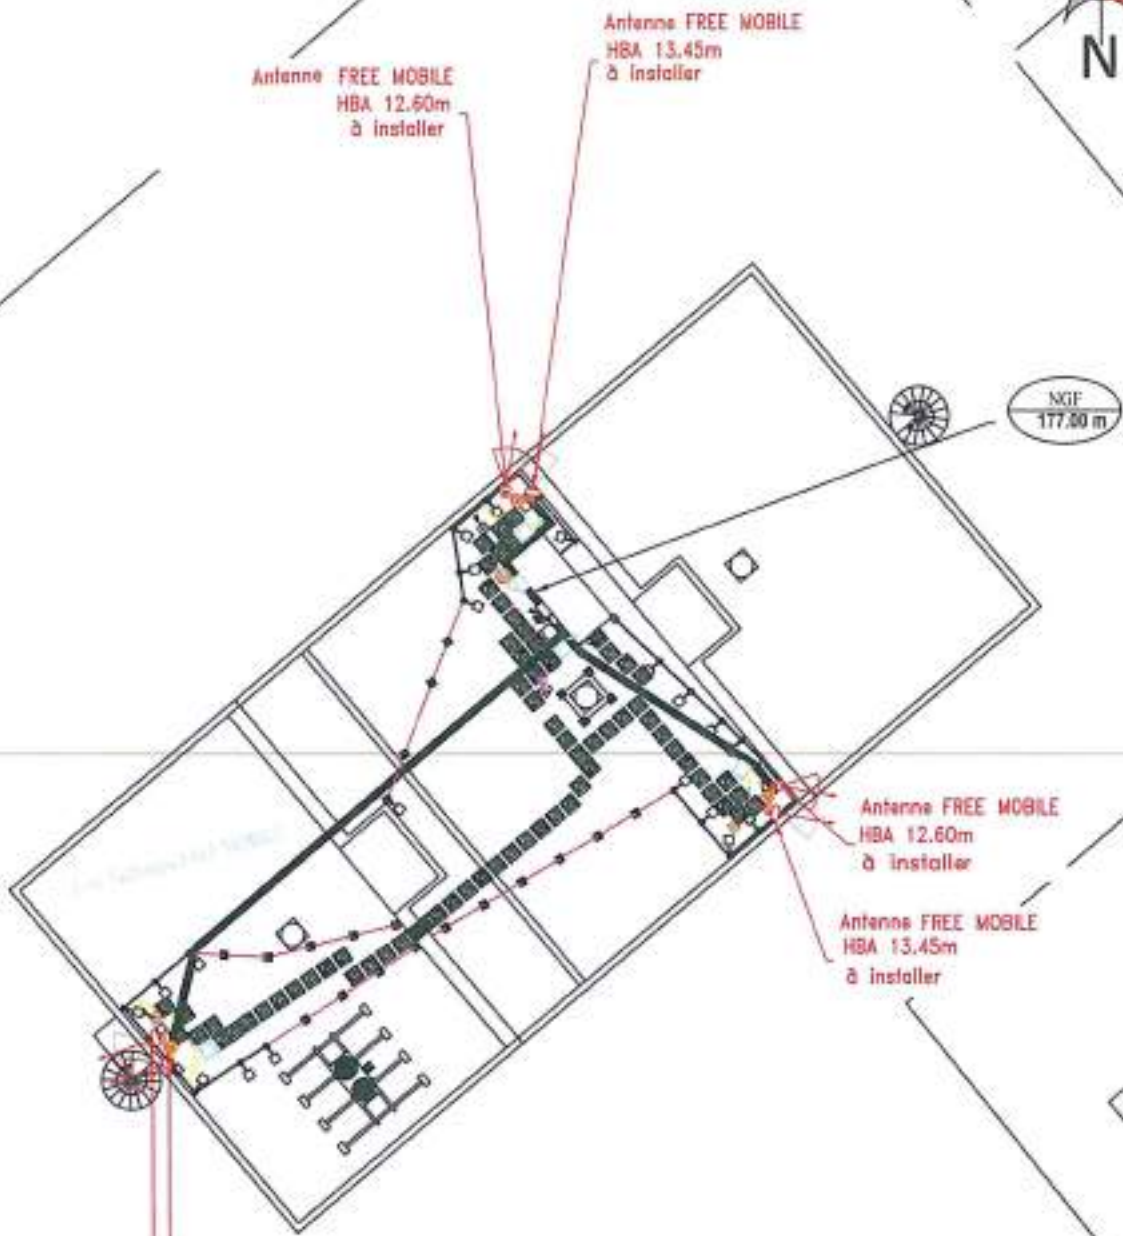 Antenne FREE MOBILE
HBA 13.45m
à installer
Antenne FREE MOBILE
HBA 12.60m
à installer
N
NGF
177.00 m
Antenne FREE MOBILE
HBA 12.60m
à installer
Antenne FREE MOBILE
HBA 13.45m
à installer